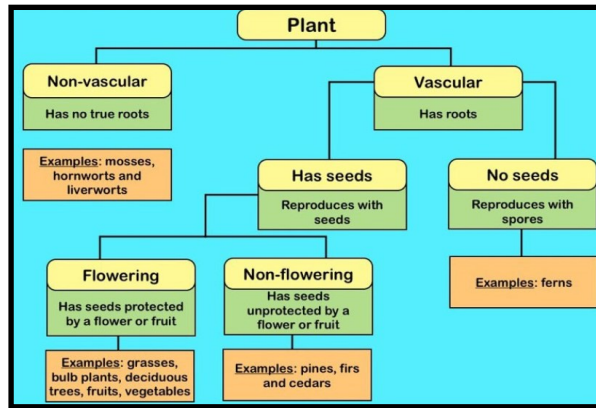 Plant
Non-vascular
Has no true roots
Examples: mosses,
hornworts and
liverworts
Vascular
Has roots
Has seeds
Reproduces with
seeds
No seeds
Reproduces with
spores
Examples: ferns
Flowering
Has seeds protected
by a flower or fruit
Examples: grasses,
bulb plants, deciduous
trees, fruits, vegetables
Non-flowering
Has seeds
unprotected by a
flower or fruit
Examples: pines, firs
and cedars